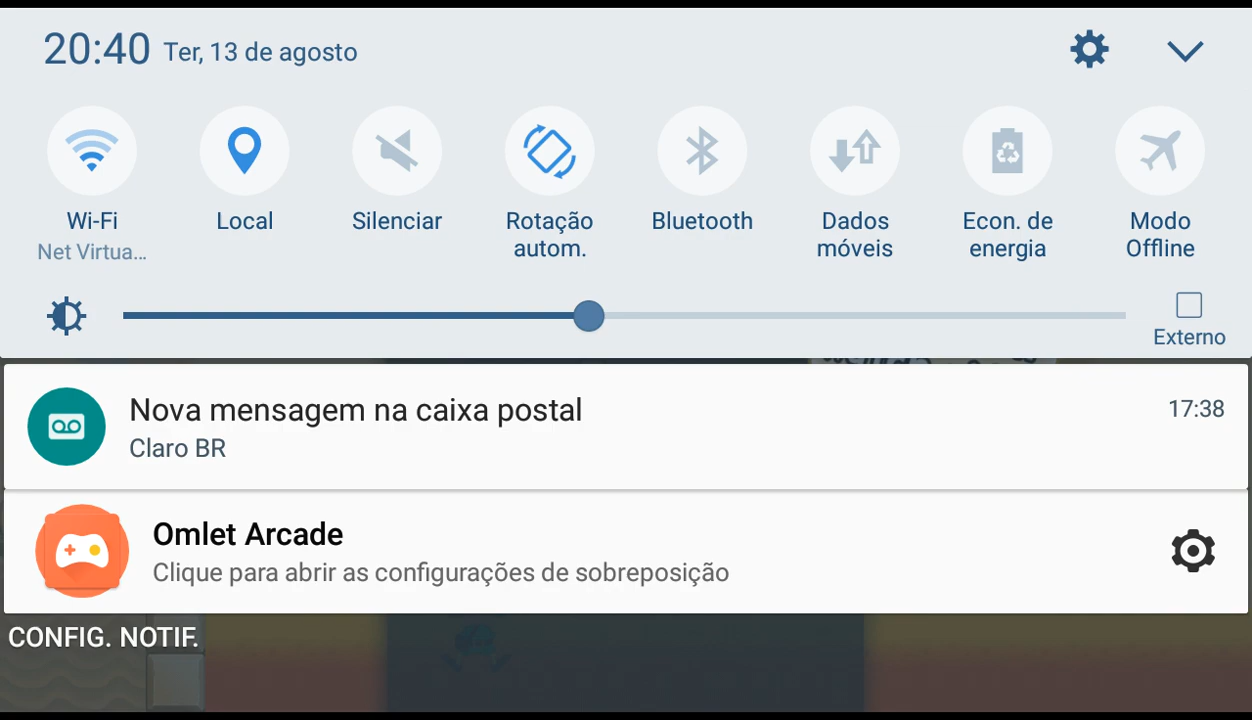 20:40 Ter, 13 de agosto
Wi-Fi
Net Virtua...
Local
Silenciar
Rotação
autom.
Bluetooth
Dados
móveis
Econ. de
energia
Modo
Offline
Externo
Nova mensagem na caixa postal
17:38
Claro BR
Omlet Arcade
Clique para abrir as configurações de sobreposição
CONFIG. NOTIF.